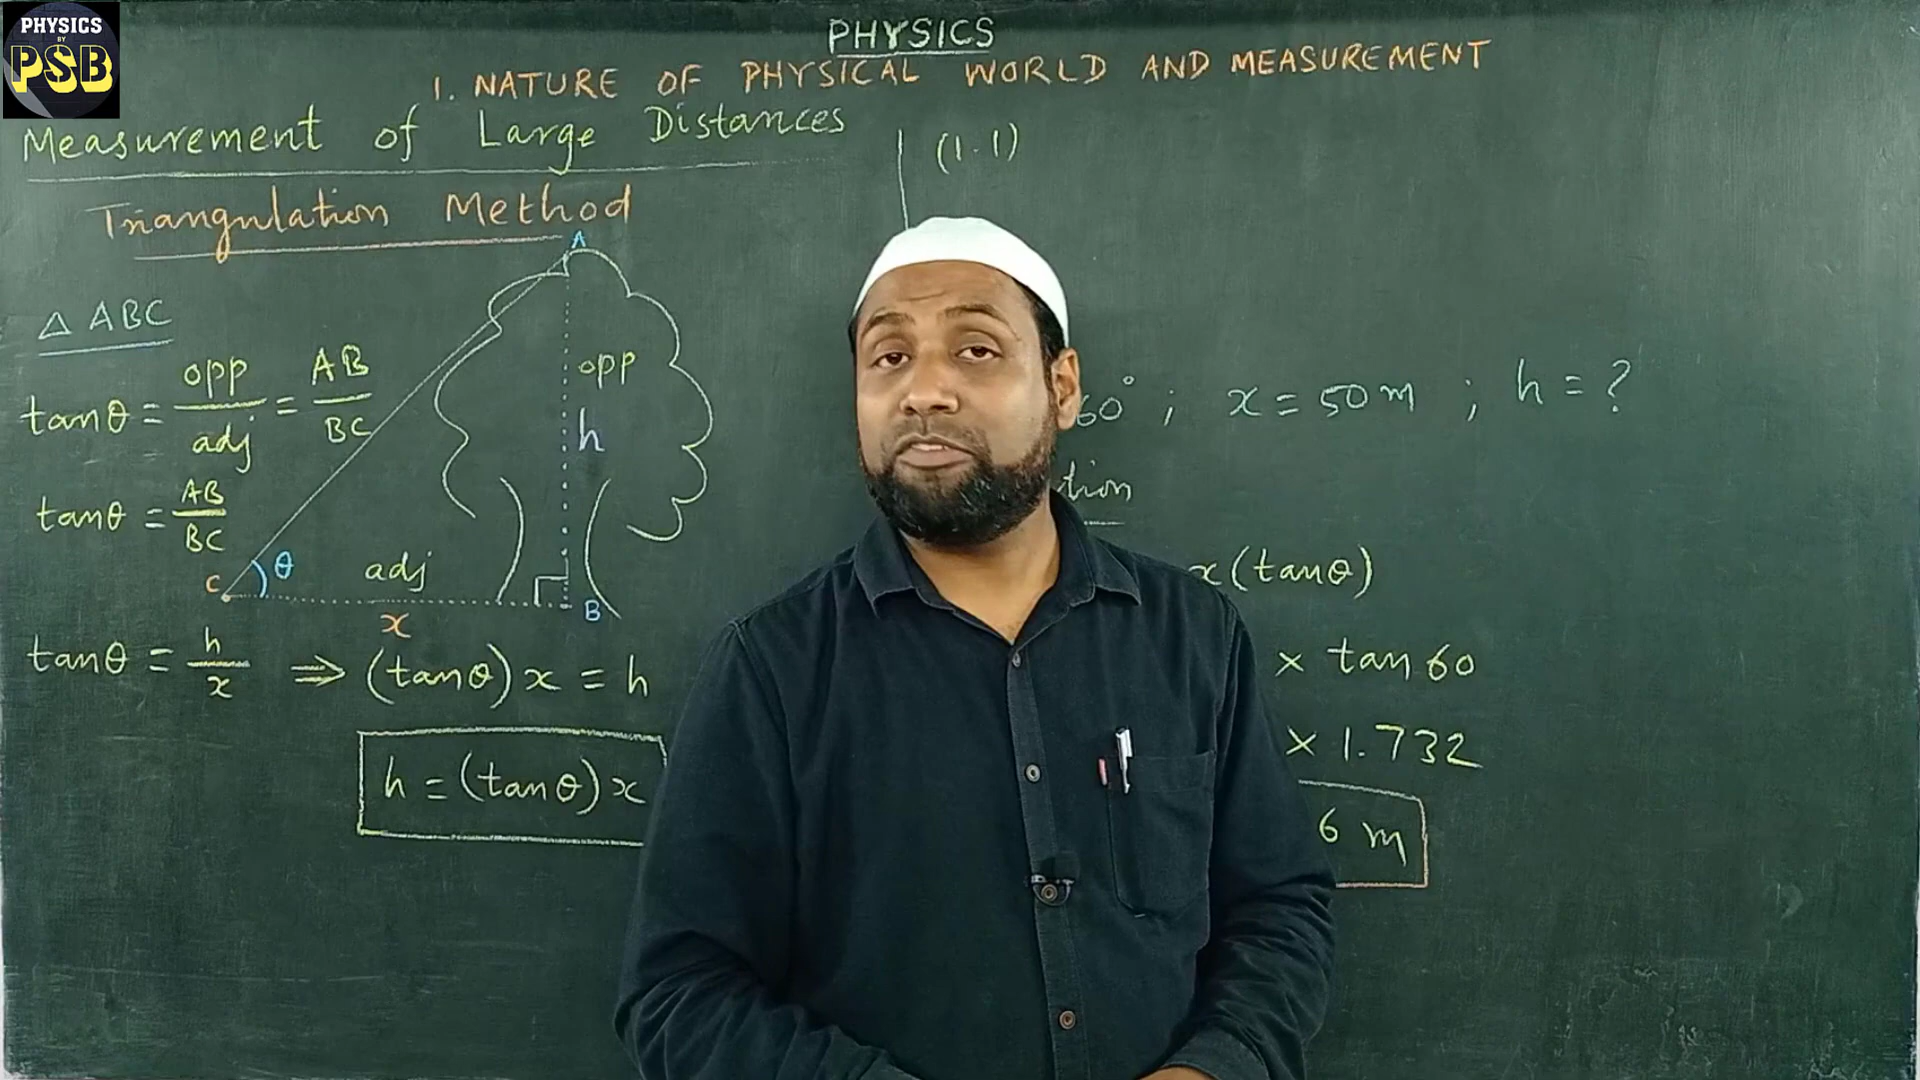 PHYSICS
BY
PSB
PHYSICS
1. NATURE OF PHYSICAL WORLD AND MEASUREMENT
Measurement of Large Distances
Triangulation Method
△ ABC
tanθ = opp/adj = AB/BC
tanθ = AB/BC
A
opp
h
C
θ
adj
B
x
tanθ = h/x ⇒ (tanθ) x = h
h = (tanθ) x
(1.1)
60° ; x = 50 m ; h = ?
x (tanθ)
× tan 60
× 1.732
6 m